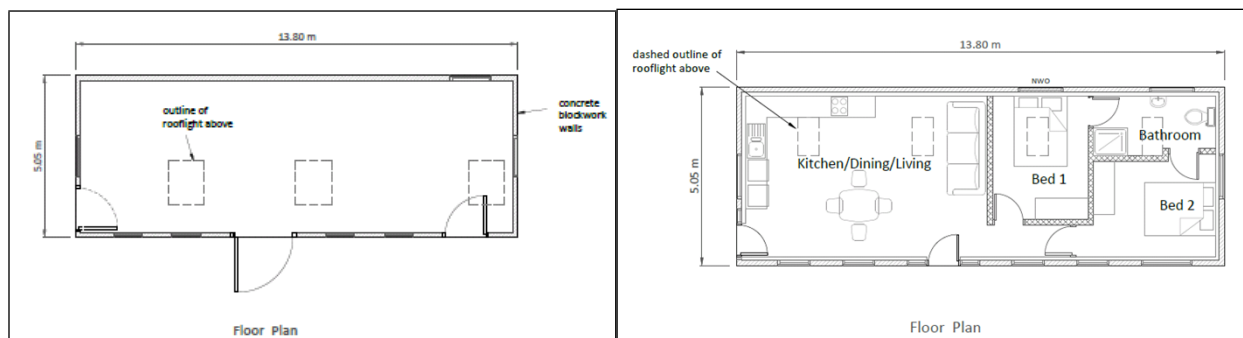 13.80 m
5.05 m
outline of
rooflight above
concrete
blockwork
walls
Floor Plan
dashed outline of
rooflight above
13.80 m
NWO
5.05 m
Kitchen/Dining/Living
Bed 1
Bathroom
Bed 2
Floor Plan